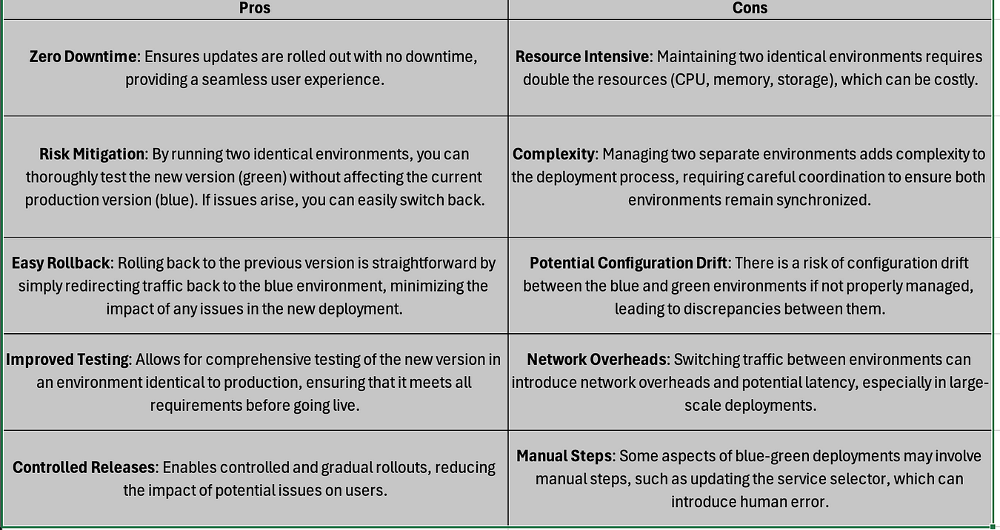 Pros
Cons
Zero Downtime: Ensures updates are rolled out with no downtime,
providing a seamless user experience.
Resource Intensive: Maintaining two identical environments requires
double the resources (CPU, memory, storage), which can be costly.
Risk Mitigation: By running two identical environments, you can
thoroughly test the new version (green) without affecting the current
production version (blue). If issues arise, you can easily switch back.
Complexity: Managing two separate environments adds complexity to
the deployment process, requiring careful coordination to ensure both
environments remain synchronized.
Easy Rollback: Rolling back to the previous version is straightforward by
simply redirecting traffic back to the blue environment, minimizing the
impact of any issues in the new deployment.
Potential Configuration Drift: There is a risk of configuration drift
between the blue and green environments if not properly managed,
leading to discrepancies between them.
Improved Testing: Allows for comprehensive testing of the new version in
an environment identical to production, ensuring that it meets all
requirements before going live.
Network Overheads: Switching traffic between environments can
introduce network overheads and potential latency, especially in large-
scale deployments.
Controlled Releases: Enables controlled and gradual rollouts, reducing
the impact of potential issues on users.
Manual Steps: Some aspects of blue-green deployments may involve
manual steps, such as updating the service selector, which can
introduce human error.